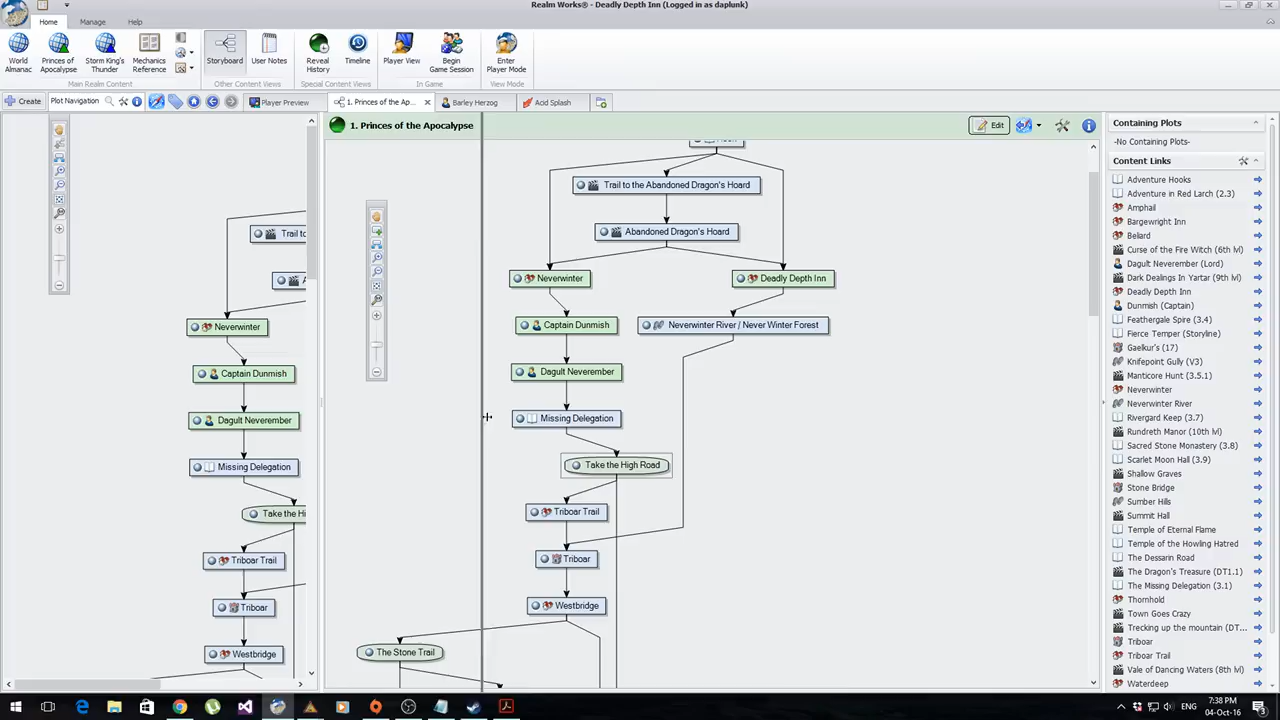 Realm Works® - Deadly Depth Inn (Logged in as daplunk)
Home
Manage
Help
World Almanac
Princes of Apocalypse
Storm King's Thunder
Mechanics Reference
Storyboard
User Notes
Reveal History
Timeline
Player View
Begin Game Session
Enter Player Mode
Main Realm Content
Other Content Views
Special Content Views
In Game
View Mode
Create
Plot Navigation
Player Preview
1. Princes of the Apo...
Barley Herzog
Acid Splash
1. Princes of the Apocalypse
Edit
Trail to
A
Neverwinter
Captain Dunmish
Dagult Neverember
Missing Delegation
Take the Hi
Triboar Trail
Triboar
Westbridge
Trail to the Abandoned Dragon's Hoard
Abandoned Dragon's Hoard
Neverwinter
Deadly Depth Inn
Captain Dunmish
Neverwinter River / Never Winter Forest
Dagult Neverember
Missing Delegation
Take the High Road
Triboar Trail
Triboar
Westbridge
The Stone Trail
Containing Plots
-No Containing Plots-
Content Links
Adventure Hooks
Adventure in Red Larch (2.3)
Amphail
Bargewright Inn
Beliard
Curse of the Fire Witch (6th lvl)
Dagult Neverember (Lord)
Dark Dealings In Yartar (9th lvl)
Deadly Depth Inn
Dunmish (Captain)
Feathergale Spire (3.4)
Fierce Temper (Storyline)
Gaelkur's (17)
Knifepoint Gully (V3)
Manticore Hunt (3.5.1)
Neverwinter
Neverwinter River
Rivergard Keep (3.7)
Rundreth Manor (10th lvl)
Sacred Stone Monastery (3.8)
Scarlet Moon Hall (3.9)
Shallow Graves
Stone Bridge
Sumber Hills
Summit Hall
Temple of Eternal Flame
Temple of the Howling Hatred
The Dessarin Road
The Dragon's Treasure (DT1.1)
The Missing Delegation (3.1)
Thornhold
Town Goes Crazy
Trecking up the mountain (DT...
Triboar
Triboar Trail
Vale of Dancing Waters (8th lvl)
Waterdeep
7:38 PM
04-Oct-16